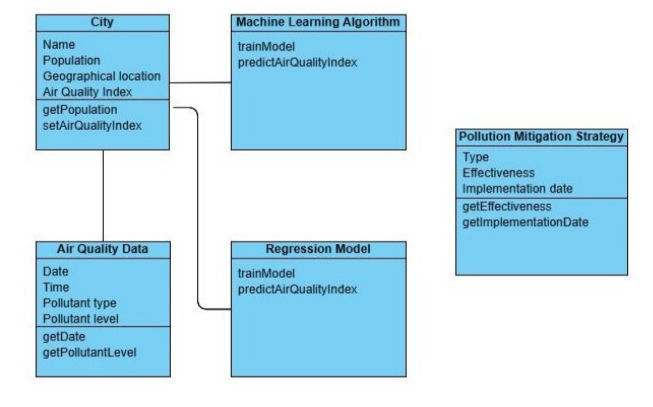 City
Name
Population
Geographical location
Air Quality Index
getPopulation
setAirQualityIndex
Machine Learning Algorithm
trainModel
predictAirQualityIndex
Pollution Mitigation Strategy
Type
Effectiveness
Implementation date
getEffectiveness
getImplementationDate
Air Quality Data
Date
Time
Pollutant type
Pollutant level
getDate
getPollutantLevel
Regression Model
trainModel
predictAirQualityIndex